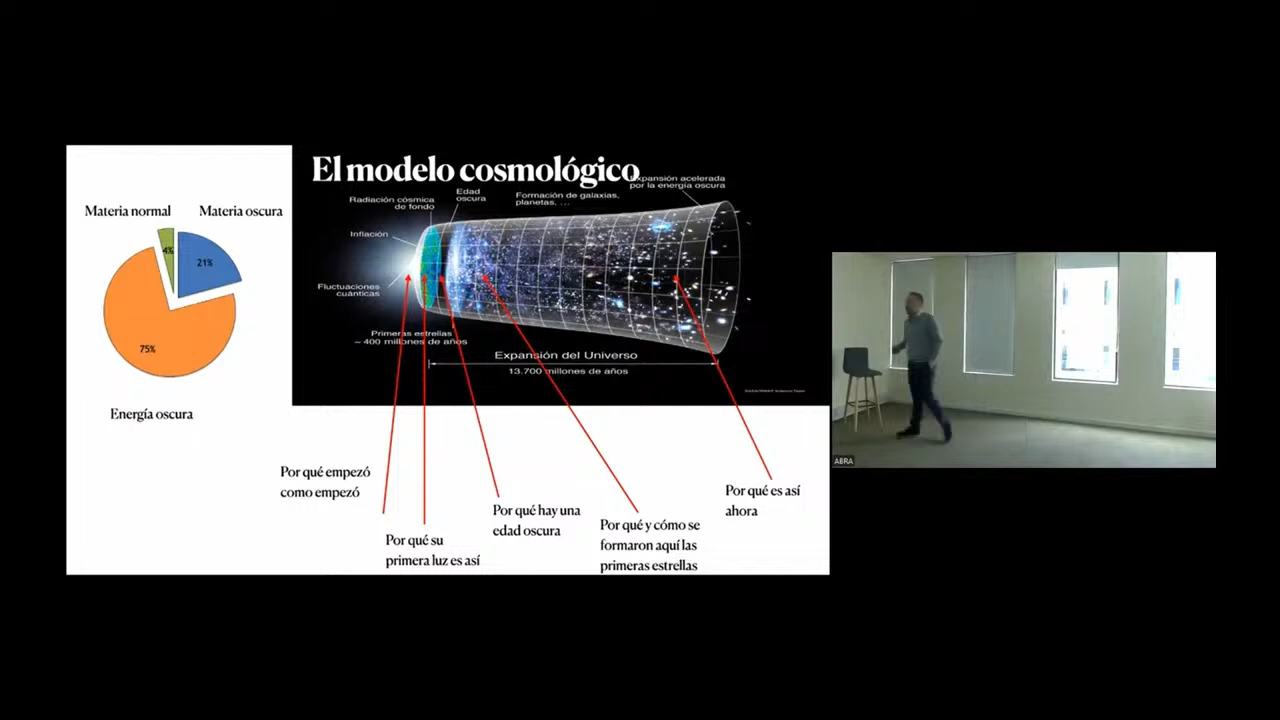 El modelo cosmológico
Materia normal
Materia oscura
4%
21%
75%
Energía oscura
Radiación cósmica
de fondo
Edad
oscura
Formación de galaxias,
planetas, ...
Expansión acelerada
por la energía oscura
Inflación
Fluctuaciones
cuánticas
Primeras estrellas
~ 400 millones de años
Expansión del Universo
13.700 millones de años
Por qué empezó
como empezó
Por qué su
primera luz es así
Por qué hay una
edad oscura
Por qué y cómo se
formaron aquí las
primeras estrellas
Por qué es así
ahora
ABRA